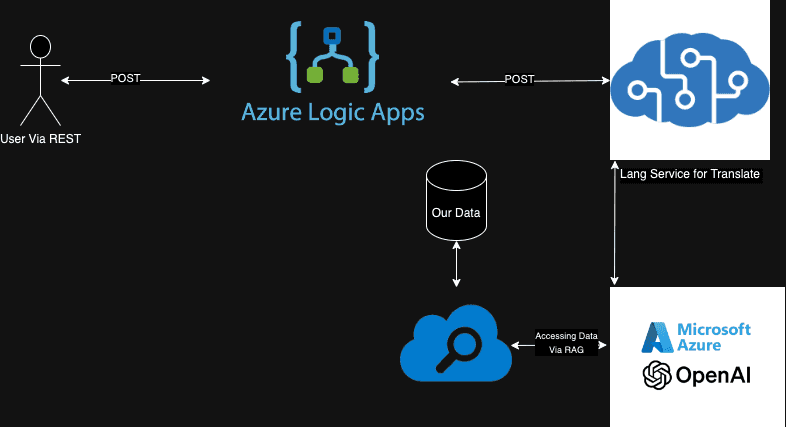 POST
POST
User Via REST
Azure Logic Apps
Lang Service for Translate
Our Data
Accessing Data
Via RAG
Microsoft
Azure
OpenAI